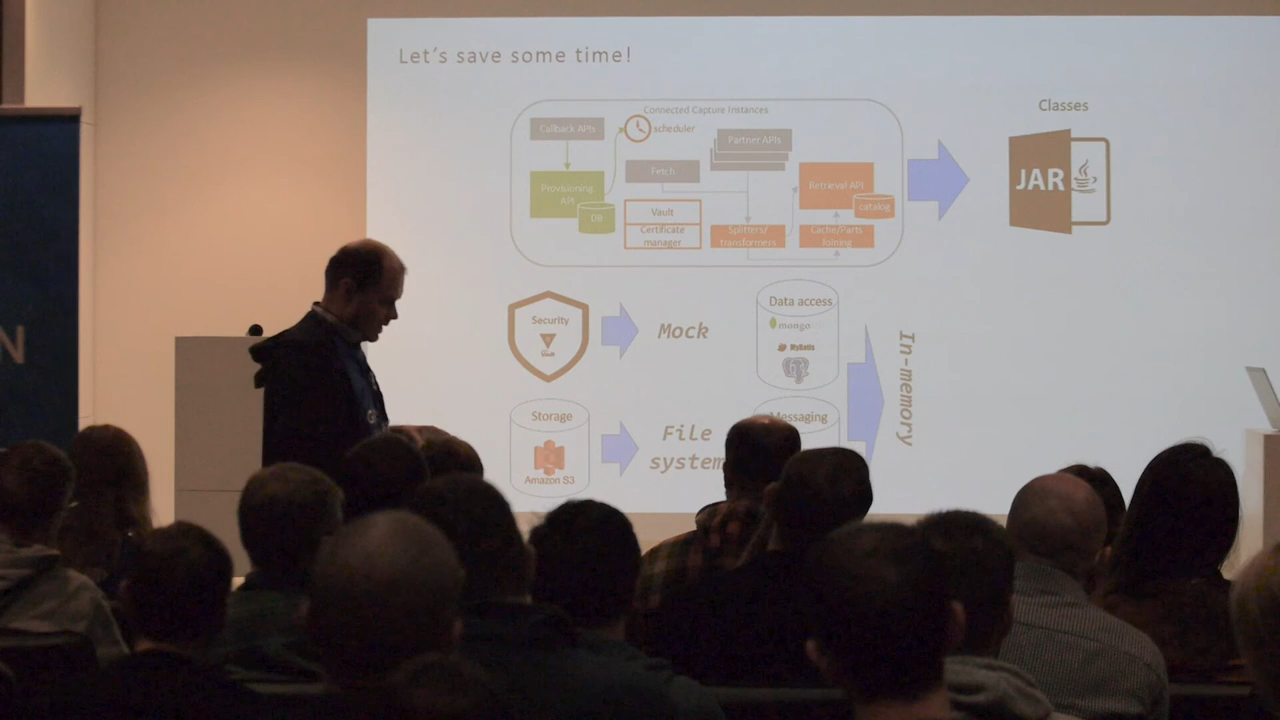 Let's save some time!
Connected Capture Instances
Callback APIs
scheduler
Partner APIs
Fetch
Provisioning
API
DB
Vault
Certificate
manager
Splitters/
transformers
Retrieval API
catalog
Cache/Parts
Joining
Classes
JAR
Security
Vault
Mock
Data access
mongo
MyBatis
In-memory
Storage
Amazon S3
File
system
Messaging
N